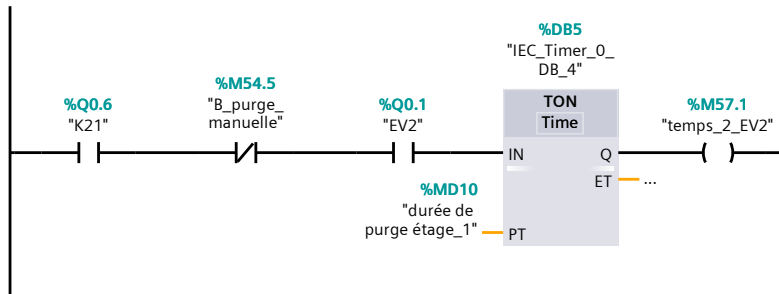 %DB5
"IEC_Timer_0_
DB_4"
%Q0.6
"K21"
%M54.5
"B_purge_
manuelle"
%Q0.1
"EV2"
TON
Time
%M57.1
"temps_2_EV2"
IN
Q
ET
...
%MD10
"durée de
purge étage_1"
PT